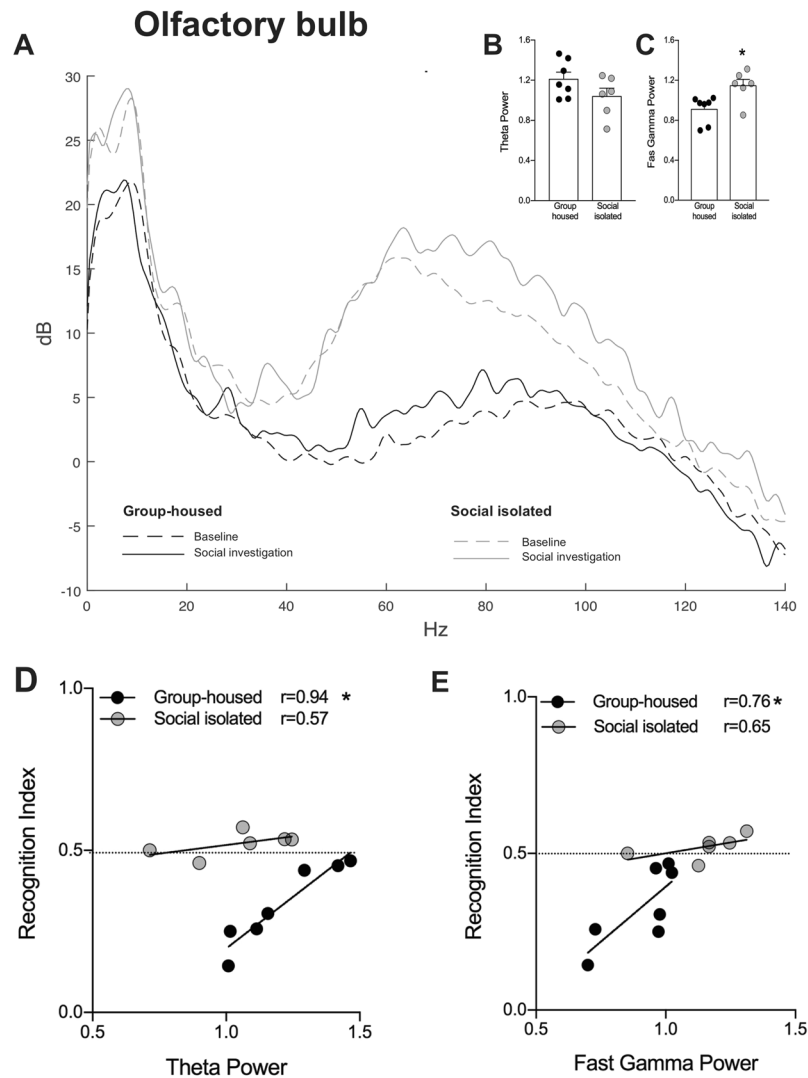 Olfactory bulb
A
30
25
20
15
10
5
0
-5
-10
dB
0 20 40 60 80 100 120 140
Hz
Group-housed
Baseline
Social investigation
Social isolated
Baseline
Social investigation
B
1.6
1.2
0.8
0.4
0.0
Theta Power
Group housed
Social isolated
C
*
1.6
1.2
0.8
0.4
0.0
Fas Gamma Power
Group housed
Social isolated
D
Group-housed r=0.94 *
Social isolated r=0.57
1.0
0.5
0.0
Recognition Index
0.5 1.0 1.5
Theta Power
E
Group-housed r=0.76 *
Social isolated r=0.65
1.0
0.5
0.0
Recognition Index
0.5 1.0 1.5
Fast Gamma Power